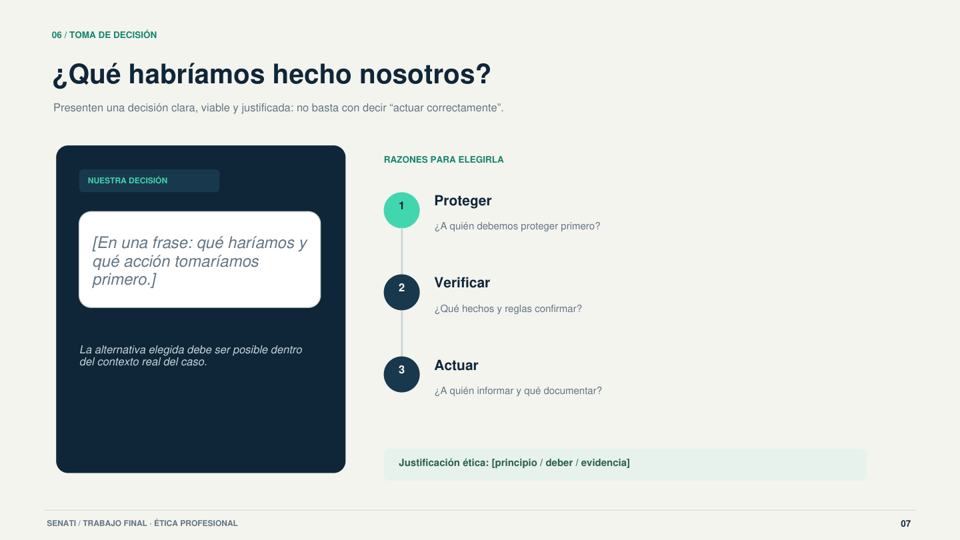 06 / TOMA DE DECISIÓN
¿Qué habríamos hecho nosotros?
Presenten una decisión clara, viable y justificada: no basta con decir “actuar correctamente”.
NUESTRA DECISIÓN
[En una frase: qué haríamos y
qué acción tomaríamos
primero.]
La alternativa elegida debe ser posible dentro
del contexto real del caso.
RAZONES PARA ELEGIRLA
1
Proteger
¿A quién debemos proteger primero?
2
Verificar
¿Qué hechos y reglas confirmar?
3
Actuar
¿A quién informar y qué documentar?
Justificación ética: [principio / deber / evidencia]
SENATI / TRABAJO FINAL · ÉTICA PROFESIONAL
07